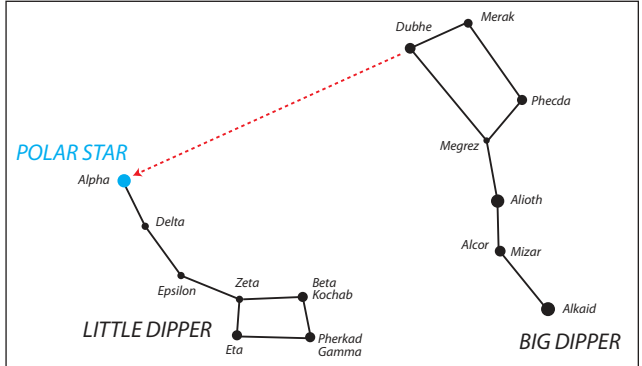 Dubhe
Merak
Phecda
Megrez
POLAR STAR
Alpha
Alioth
Delta
Alcor
Mizar
Epsilon
Zeta
Beta
Kochab
Alkaid
LITTLE DIPPER
Eta
Pherkad
Gamma
BIG DIPPER